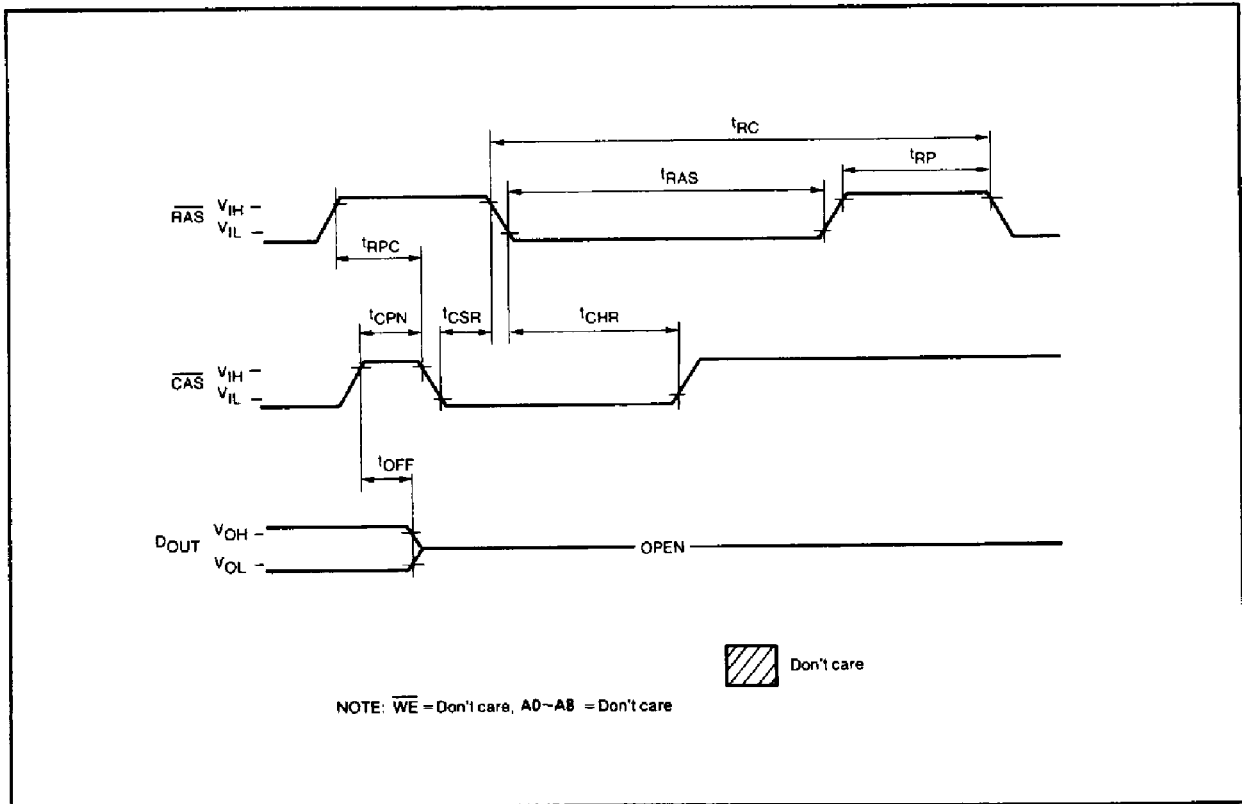 tRC
tRP
tRAS
RAS VIH
VIL
tRPC
tCPN tCSR tCHR
CAS VIH
VIL
tOFF
DOUT VOH
VOL
OPEN
Don't care
NOTE: WE = Don't care, A0~A8 = Don't care